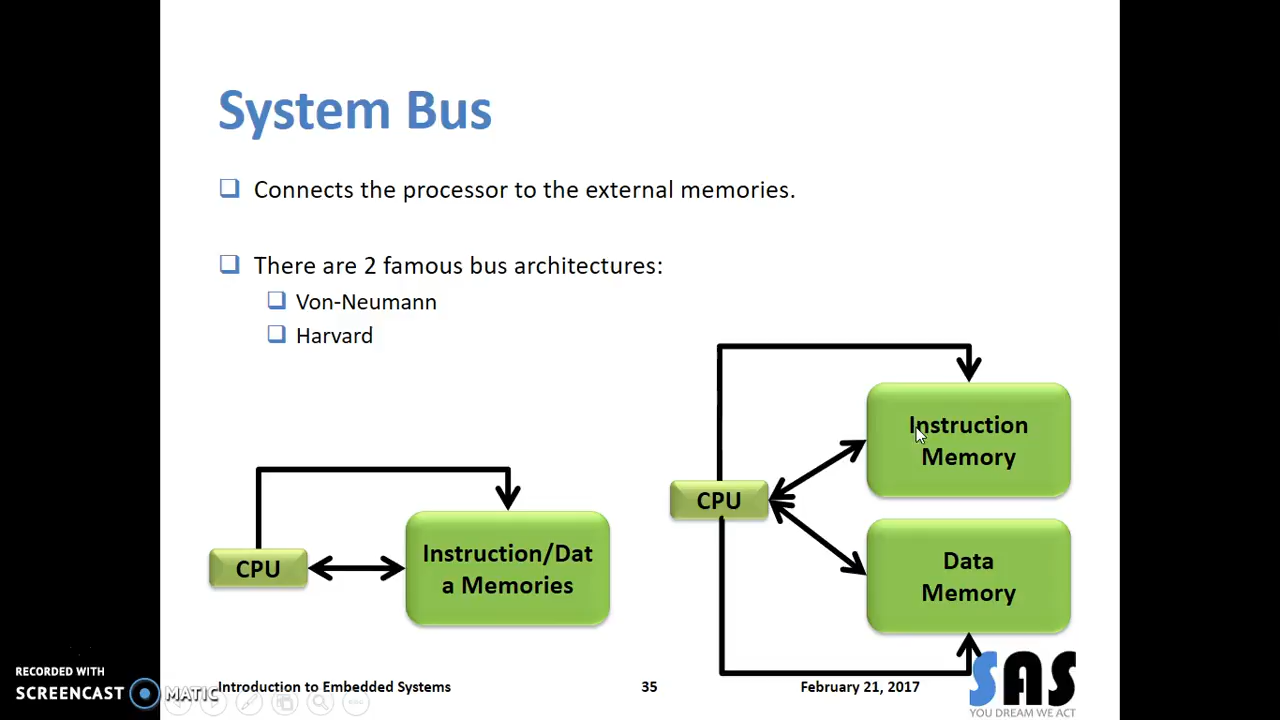 System Bus
Connects the processor to the external memories.
There are 2 famous bus architectures:
Von-Neumann
Harvard
CPU
Instruction/Dat
a Memories
CPU
Instruction
Memory
Data
Memory
RECORDED WITH
SCREENCAST MATIC
Introduction to Embedded Systems
35
February 21, 2017
SAS
YOU DREAM WE ACT